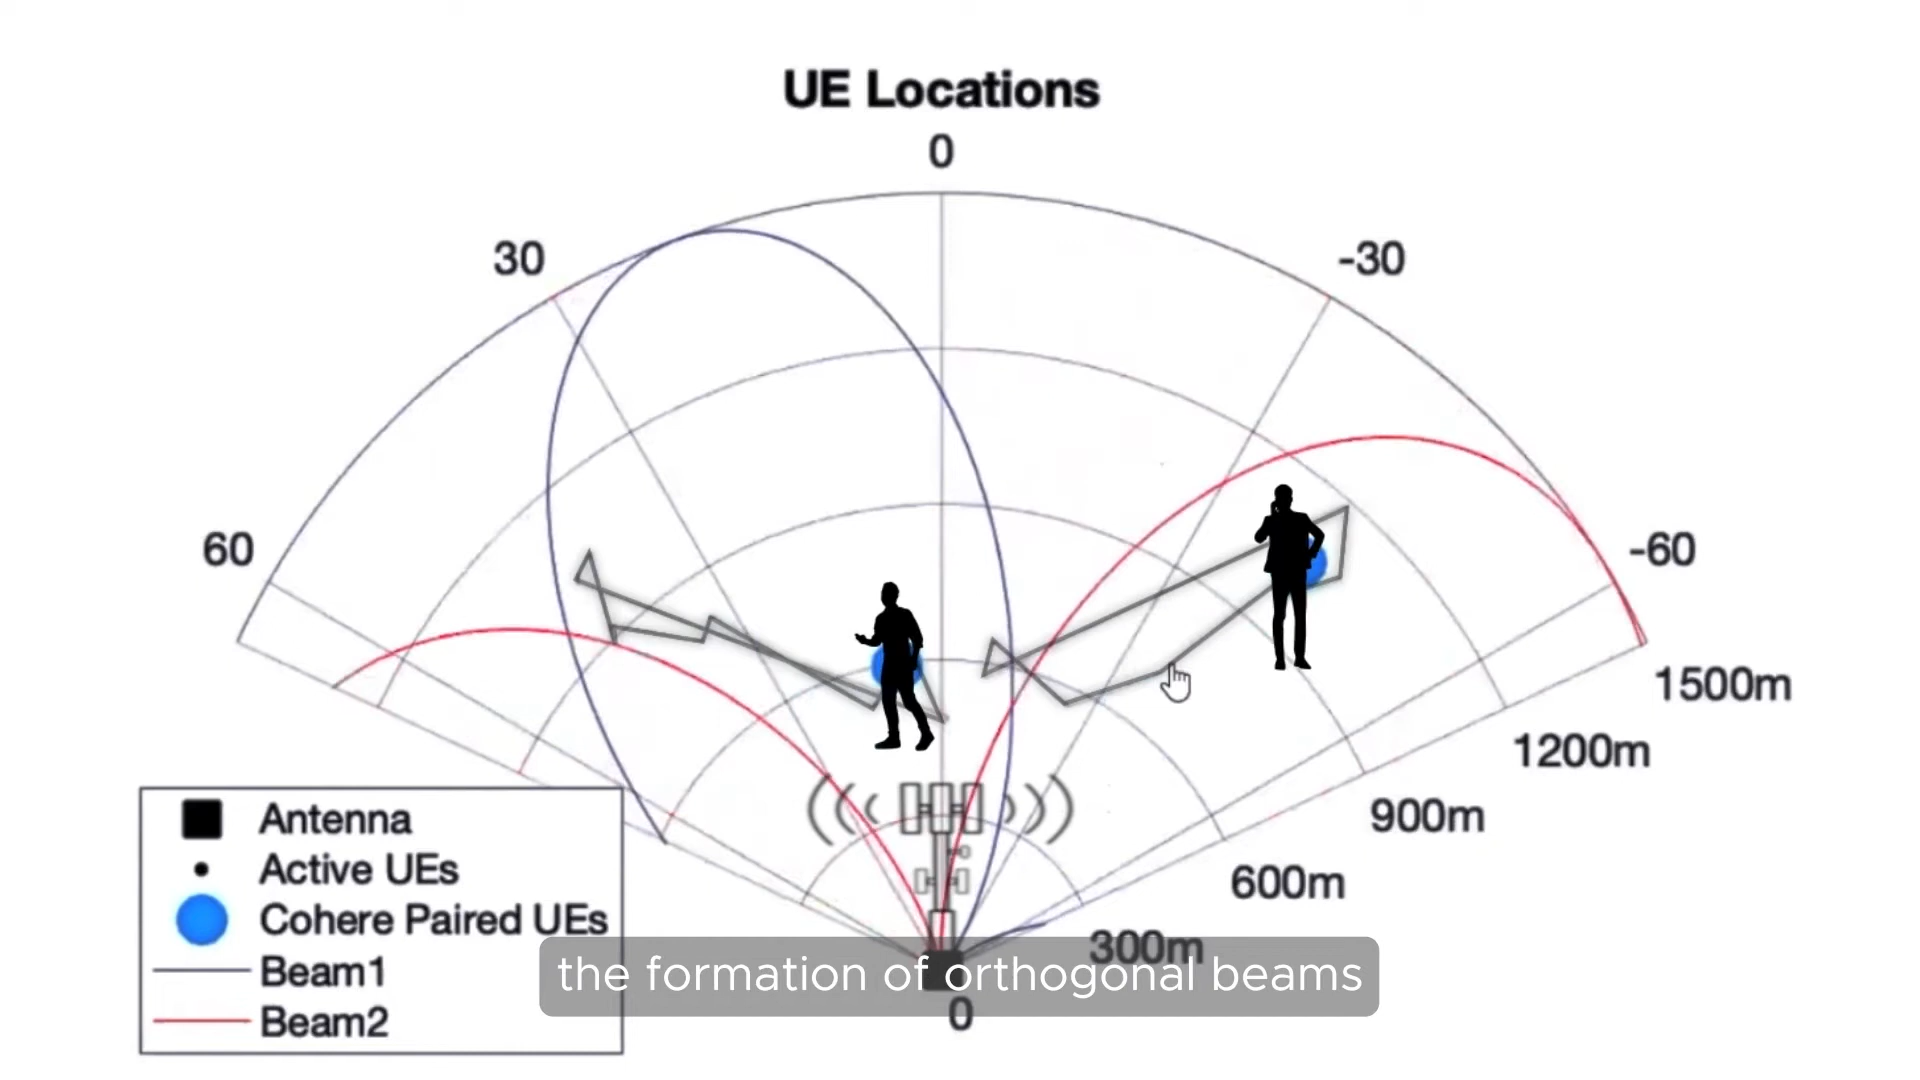 UE Locations
0
30
-30
60
-60
1500m
1200m
900m
600m
300m
0
Antenna
Active UEs
Cohere Paired UEs
Beam1
Beam2
the formation of orthogonal beams